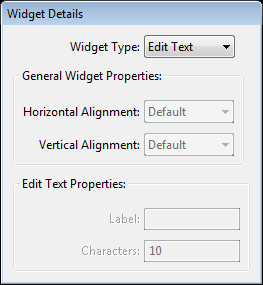 Widget Details
Widget Type: Edit Text
General Widget Properties:
Horizontal Alignment: Default
Vertical Alignment: Default
Edit Text Properties:
Label:
Characters: 10